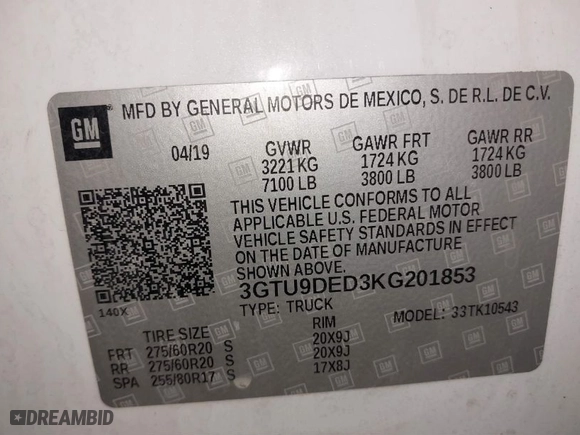 GM
MFD BY GENERAL MOTORS DE MEXICO, S. DE R.L. DE C.V.
04/19 GVWR GAWR FRT GAWR RR
3221 KG 1724 KG 1724 KG
7100 LB 3800 LB 3800 LB
THIS VEHICLE CONFORMS TO ALL
APPLICABLE U.S. FEDERAL MOTOR
VEHICLE SAFETY STANDARDS IN EFFECT
ON THE DATE OF MANUFACTURE
SHOWN ABOVE.
3GTU9DED3KG201853
140X TYPE: TRUCK MODEL: 33TK10543
TIRE SIZE RIM
FRT 275/60R20 S 20X9J
RR 275/60R20 S 20X9J
SPA 255/80R17 S 17X8J
DREAMBID